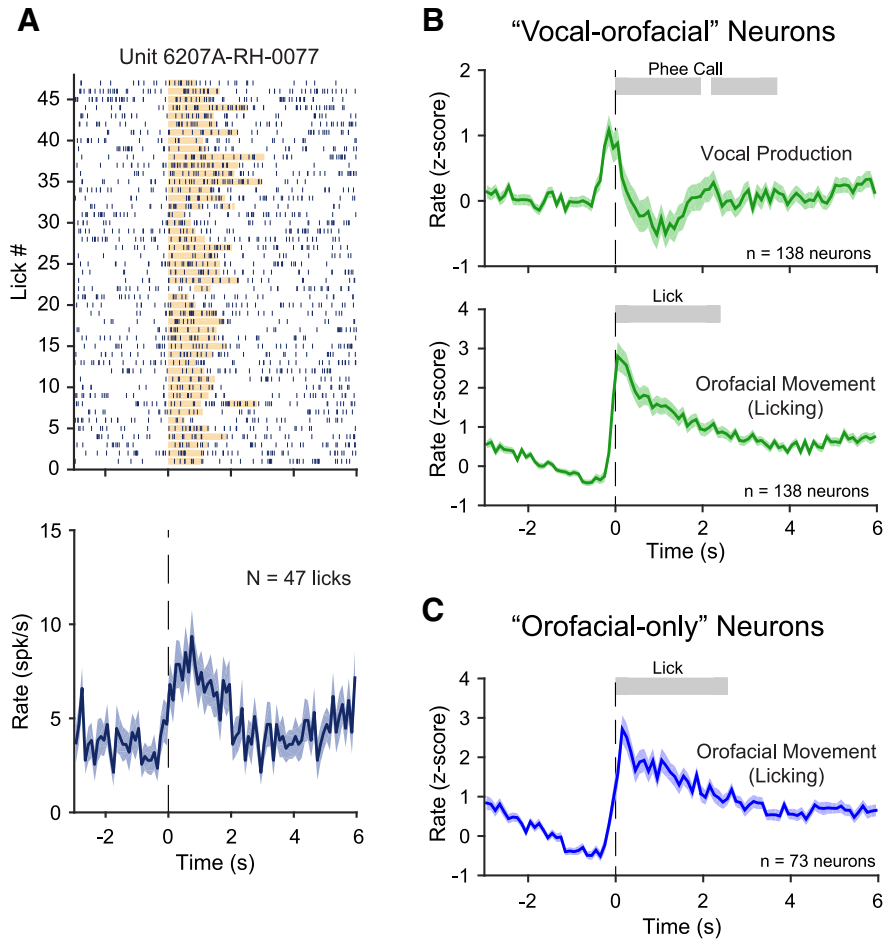 A
Unit 6207A-RH-0077
45
40
35
30
25
20
15
10
5
0
Lick #
15
10
5
0
Rate (spk/s)
N = 47 licks
-2
0
2
4
6
Time (s)
B
“Vocal-orofacial” Neurons
2
1
0
-1
Rate (z-score)
Phee Call
Vocal Production
n = 138 neurons
4
3
2
1
0
-1
Rate (z-score)
Lick
Orofacial Movement
(Licking)
n = 138 neurons
-2
0
2
4
6
Time (s)
C
“Orofacial-only” Neurons
4
3
2
1
0
-1
Rate (z-score)
Lick
Orofacial Movement
(Licking)
n = 73 neurons
-2
0
2
4
6
Time (s)